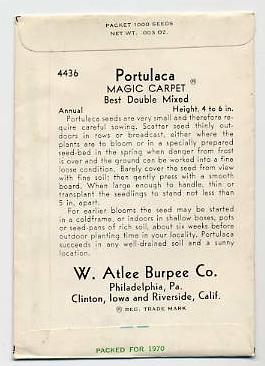 PACKET 1000 SEEDS
NET WT. .003 OZ.
4436 Portulaca
MAGIC CARPET ®
Best Double Mixed
Annual Height, 4 to 6 in.
Portulaca seeds are very small and therefore re-
quire careful sowing. Scatter seed thinly out-
doors in rows or broadcast, either where the
plants are to bloom or in a specially prepared
seed-bed in the spring when danger from frost
is over and the ground can be worked into a fine
loose condition. Barely cover the seed from view
with fine soil; then gently press with a smooth
board. When large enough to handle, thin or
transplant the seedlings to stand not less than
5 in. apart.
For earlier blooms the seed may be started
in a coldframe, or indoors in shallow boxes, pots
or seed-pans of rich soil, about six weeks before
outdoor planting time in your locality. Portulaca
succeeds in any well-drained soil and a sunny
location.
W. Atlee Burpee Co.
Philadelphia, Pa.
Clinton, Iowa and Riverside, Calif.
® REG. TRADE MARK
PACKED FOR 1970